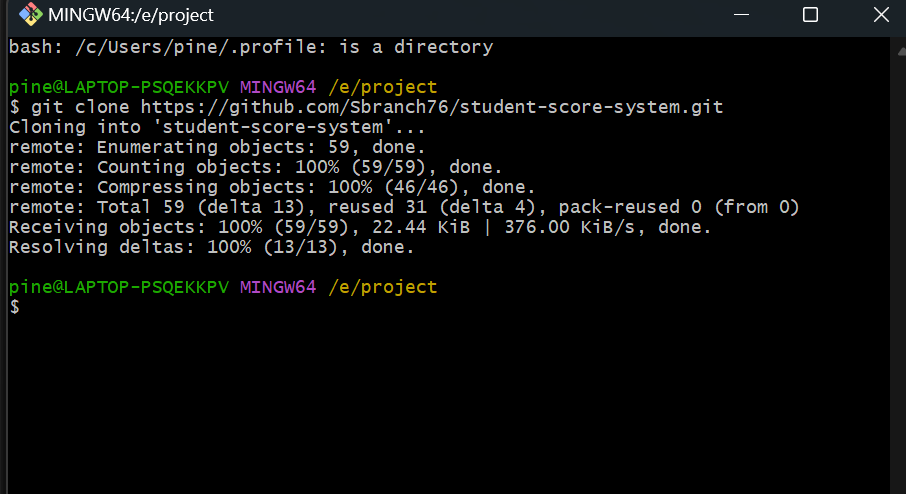 MINGW64:/e/project
bash: /c/Users/pine/.profile: is a directory
pine@LAPTOP-PSQEKKPV MINGW64 /e/project
$ git clone https://github.com/Sbranch76/student-score-system.git
Cloning into 'student-score-system'...
remote: Enumerating objects: 59, done.
remote: Counting objects: 100% (59/59), done.
remote: Compressing objects: 100% (46/46), done.
remote: Total 59 (delta 13), reused 31 (delta 4), pack-reused 0 (from 0)
Receiving objects: 100% (59/59), 22.44 KiB | 376.00 KiB/s, done.
Resolving deltas: 100% (13/13), done.
pine@LAPTOP-PSQEKKPV MINGW64 /e/project
$